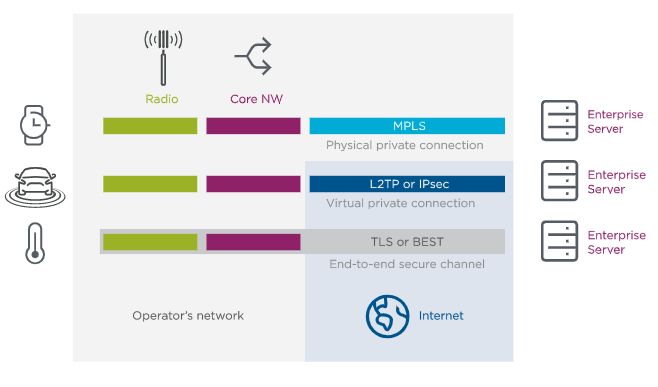 Radio
Core NW
MPLS
Enterprise
Server
Physical private connection
L2TP or IPsec
Enterprise
Server
Virtual private connection
TLS or BEST
Enterprise
Server
End-to-end secure channel
Operator's network
Internet